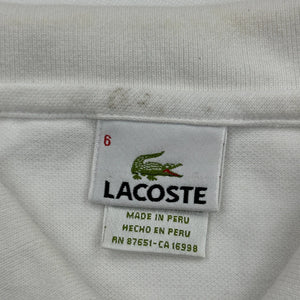 6
LACOSTE
MADE IN PERU
HECHO EN PERU
RN 87651-CA 16998